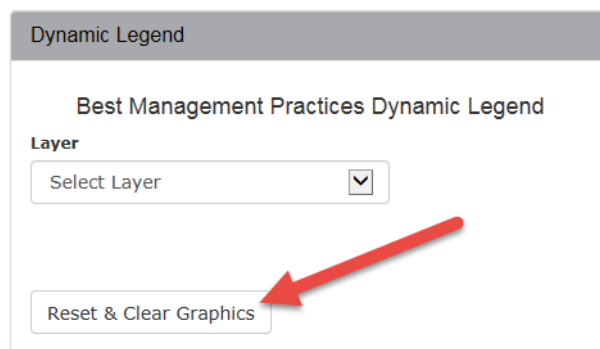 Dynamic Legend
Best Management Practices Dynamic Legend
Layer
Select Layer
Reset & Clear Graphics